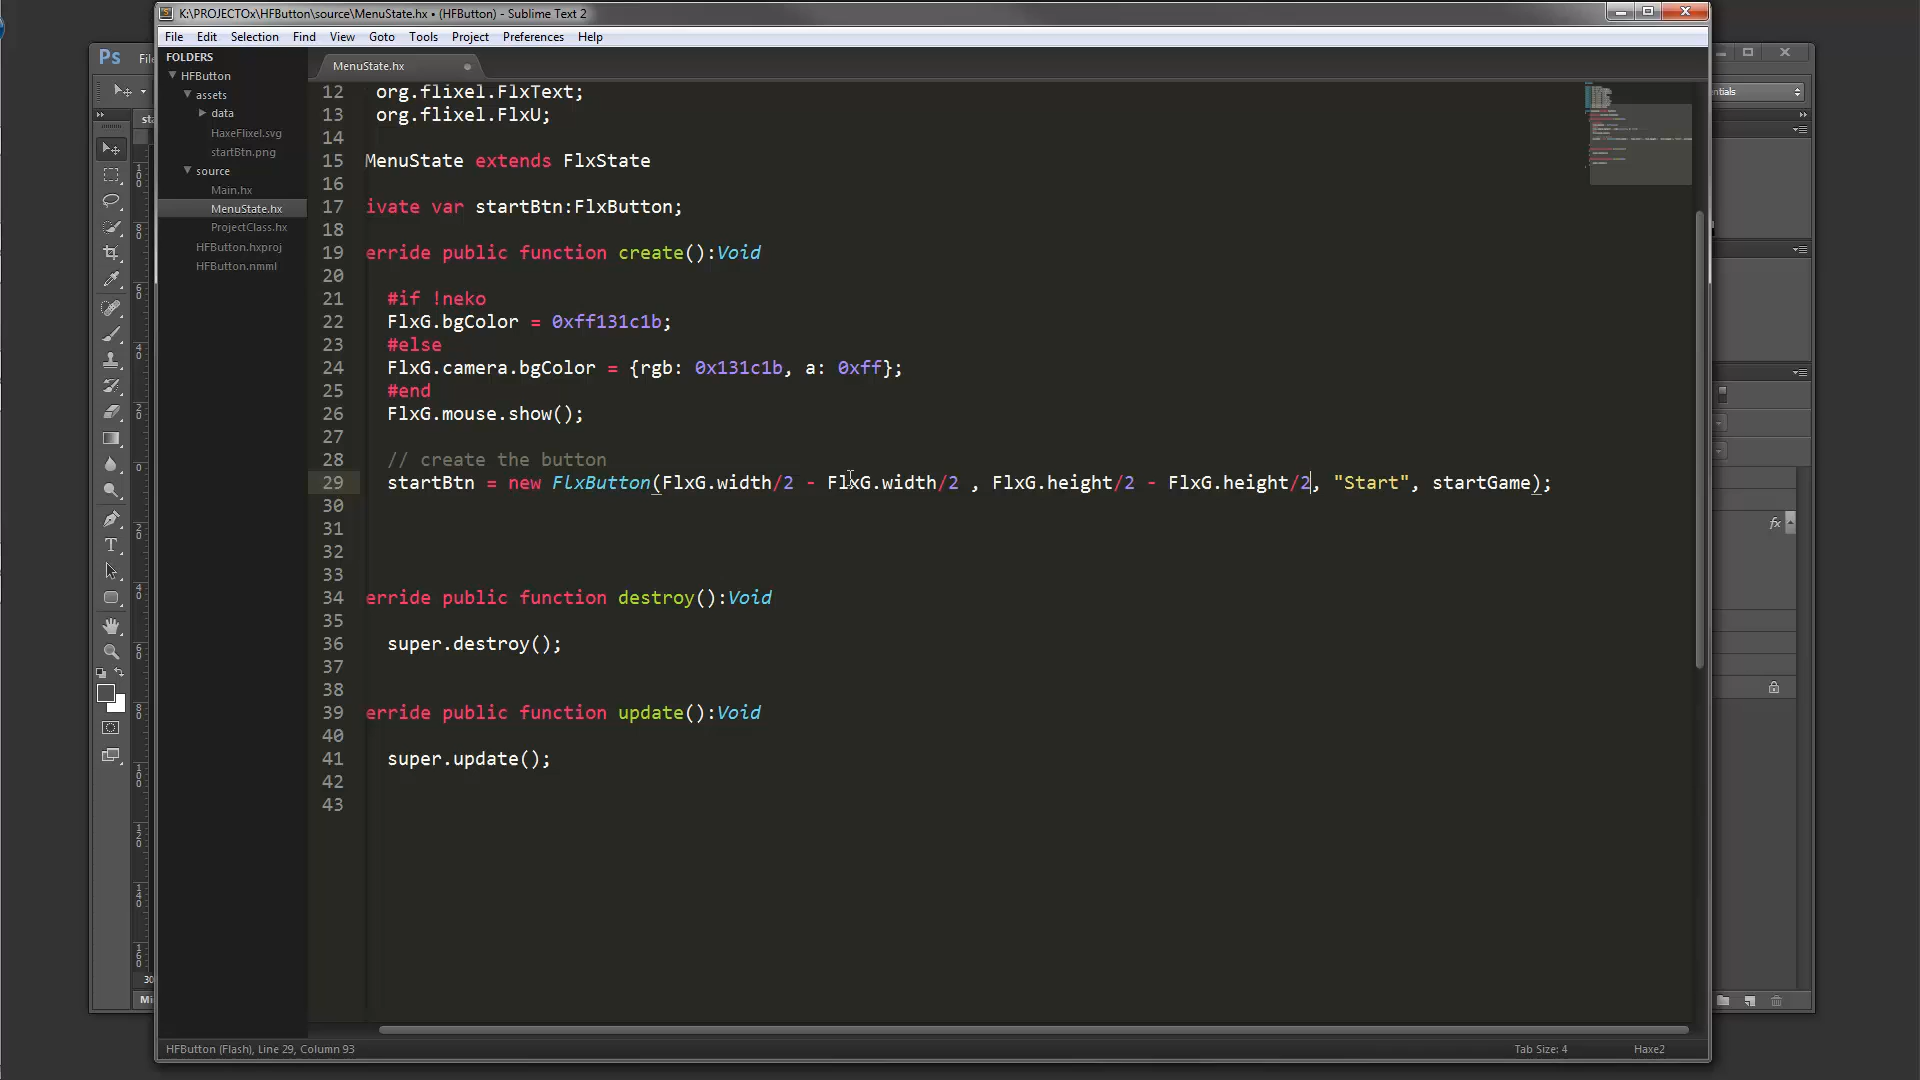 K:\PROJECTOx\HFButton\source\MenuState.hx • (HFButton) - Sublime Text 2
File Edit Selection Find View Goto Tools Project Preferences Help
Ps
FOLDERS
HFButton
assets
data
HaxeFlixel.svg
startBtn.png
source
Main.hx
MenuState.hx
ProjectClass.hx
HFButton.hxproj
HFButton.nmml
MenuState.hx
12 org.flixel.FlxText;
13 org.flixel.FlxU;
14
15 MenuState extends FlxState
16
17 ivate var startBtn:FlxButton;
18
19 erride public function create():Void
20
21 #if !neko
22 FlxG.bgColor = 0xff131c1b;
23 #else
24 FlxG.camera.bgColor = {rgb: 0x131c1b, a: 0xff};
25 #end
26 FlxG.mouse.show();
27
28 // create the button
29 startBtn = new FlxButton(FlxG.width/2 - FlxG.width/2 , FlxG.height/2 - FlxG.height/2, "Start", startGame);
30
31
32
33
34 erride public function destroy():Void
35
36 super.destroy();
37
38
39 erride public function update():Void
40
41 super.update();
42
43
HFButton (Flash), Line 29, Column 93
Tab Size: 4
Haxe2
ntials
fx